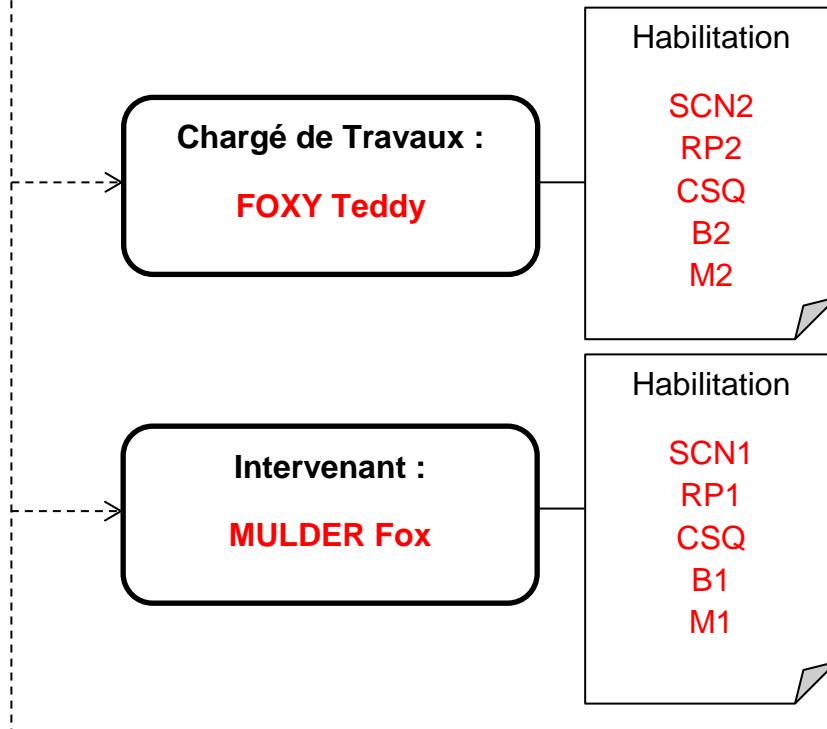 Habilitation
SCN2
Chargé de Travaux :
RP2
FOXY Teddy
CSQ
B2
M2
Habilitation
SCN1
Intervenant :
RP1
MULDER Fox
CSQ
B1
M1